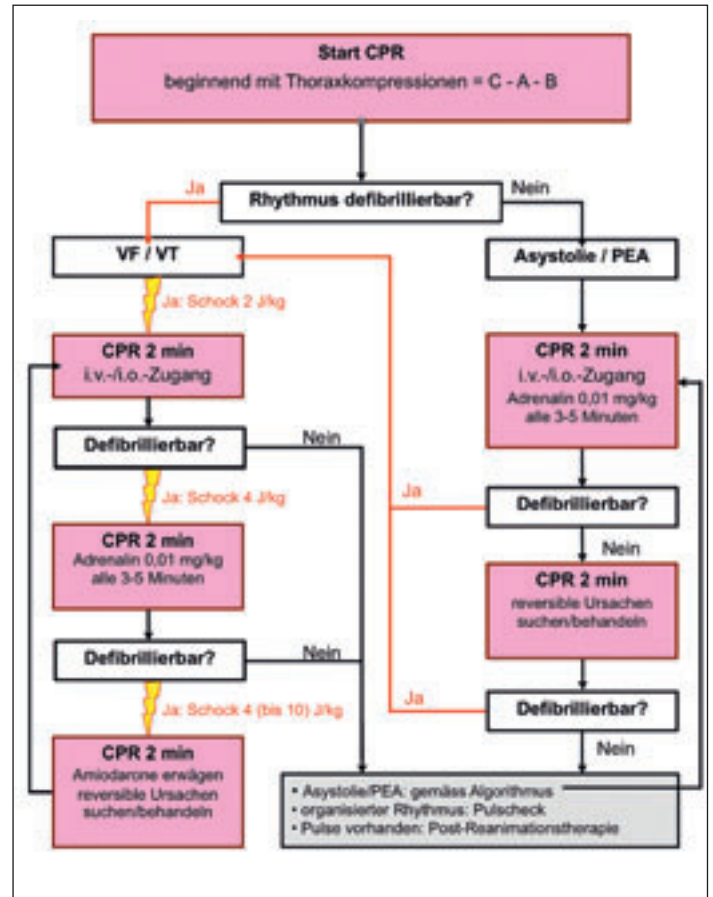 Start CPR
beginnend mit Thoraxkompressionen = C - A - B
Ja
Rhythmus defibrillierbar?
Nein
VF / VT
Ja: Schock 2 J/kg
CPR 2 min
i.v.-/i.o.-Zugang
Defibrillierbar?
Nein
Ja: Schock 4 J/kg
CPR 2 min
Adrenalin 0,01 mg/kg
alle 3-5 Minuten
Defibrillierbar?
Nein
Ja: Schock 4 (bis 10) J/kg
CPR 2 min
Amiodarone erwägen
reversible Ursachen
suchen/behandeln
Asystolie / PEA
CPR 2 min
i.v.-/i.o.-Zugang
Adrenalin 0,01 mg/kg
alle 3-5 Minuten
Ja
Defibrillierbar?
Nein
CPR 2 min
reversible Ursachen
suchen/behandeln
Ja
Defibrillierbar?
Nein
• Asystolie/PEA: gemäss Algorithmus
• organisierter Rhythmus: Pulscheck
• Pulse vorhanden: Post-Reanimationstherapie